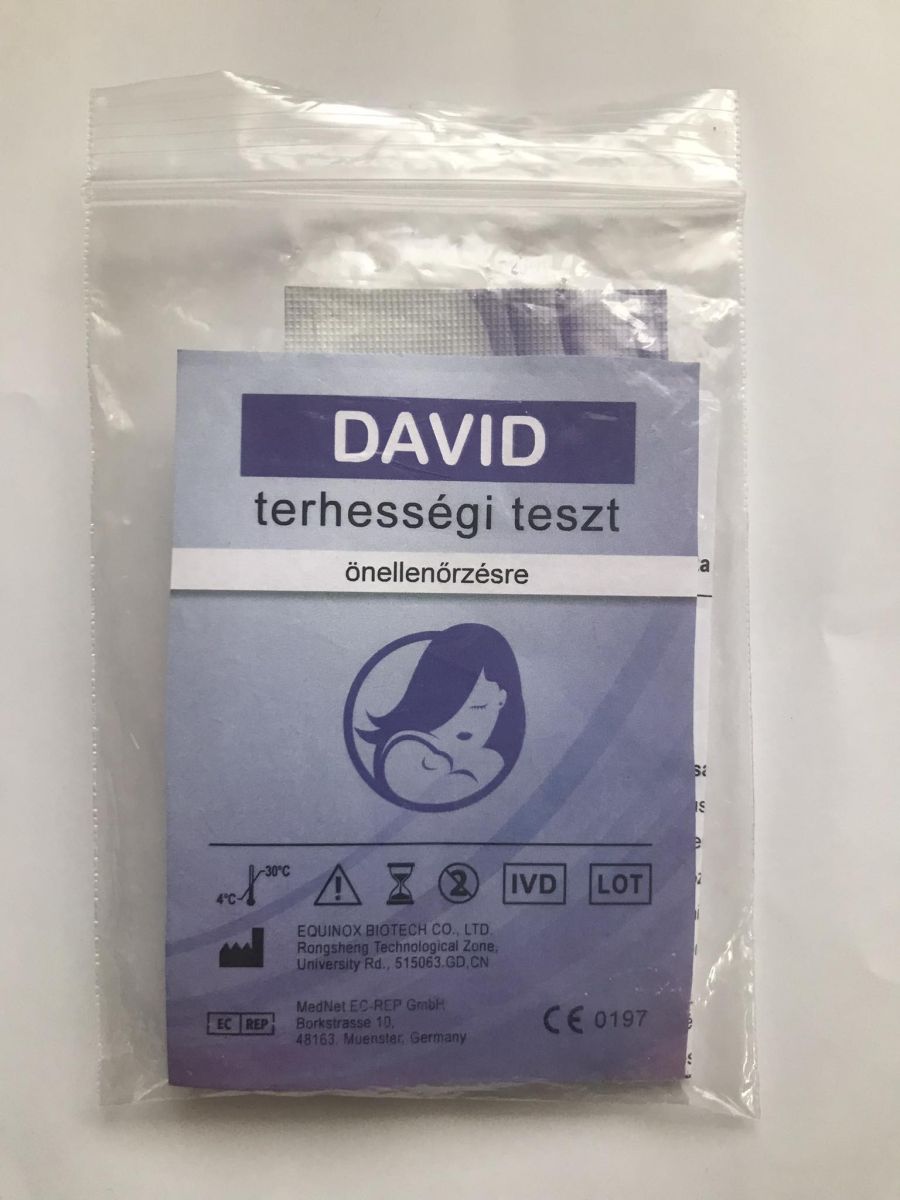 DAVID
terhességi teszt
önellenőrzésre
30°C
4°C
2
IVD
LOT
EQUINOX BIOTECH CO., LTD.
Rongsheng Technological Zone,
University Rd., 515063.GD,CN
EC REP
MedNet EC-REP GmbH
Borkstrasse 10,
48163. Muenster, Germany
CE 0197